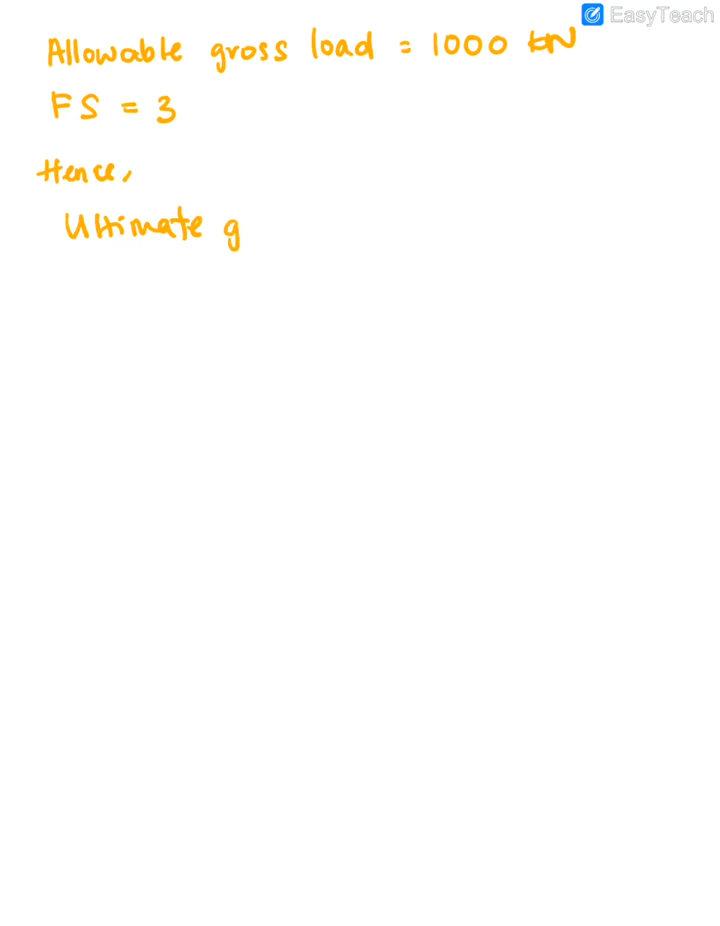 EasyTeach
Allowable gross load = 1000 kN
FS = 3
Hence,
Ultimate g